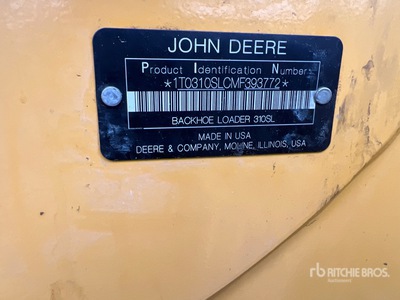 JOHN DEERE
Product Identification Number
*1T0310SLCMF393772*
BACKHOE LOADER 310SL
MADE IN USA
DEERE & COMPANY, MOLINE, ILLINOIS, USA
rb RITCHIE BROS.